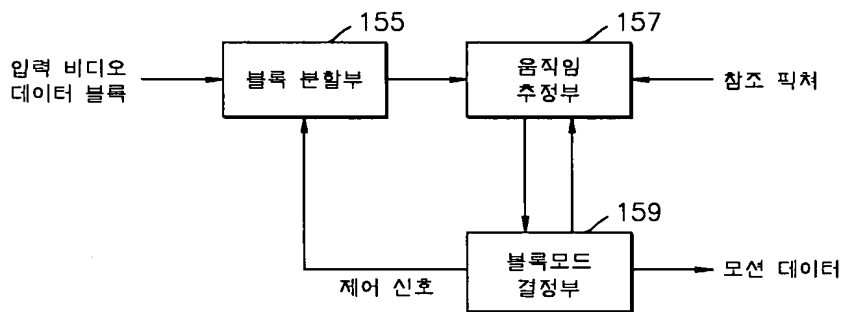 155
157
입력 비디오
데이터 블록
블록 분할부
움직임
추정부
참조 픽쳐
159
제어 신호
블록모드
결정부
모션 데이터